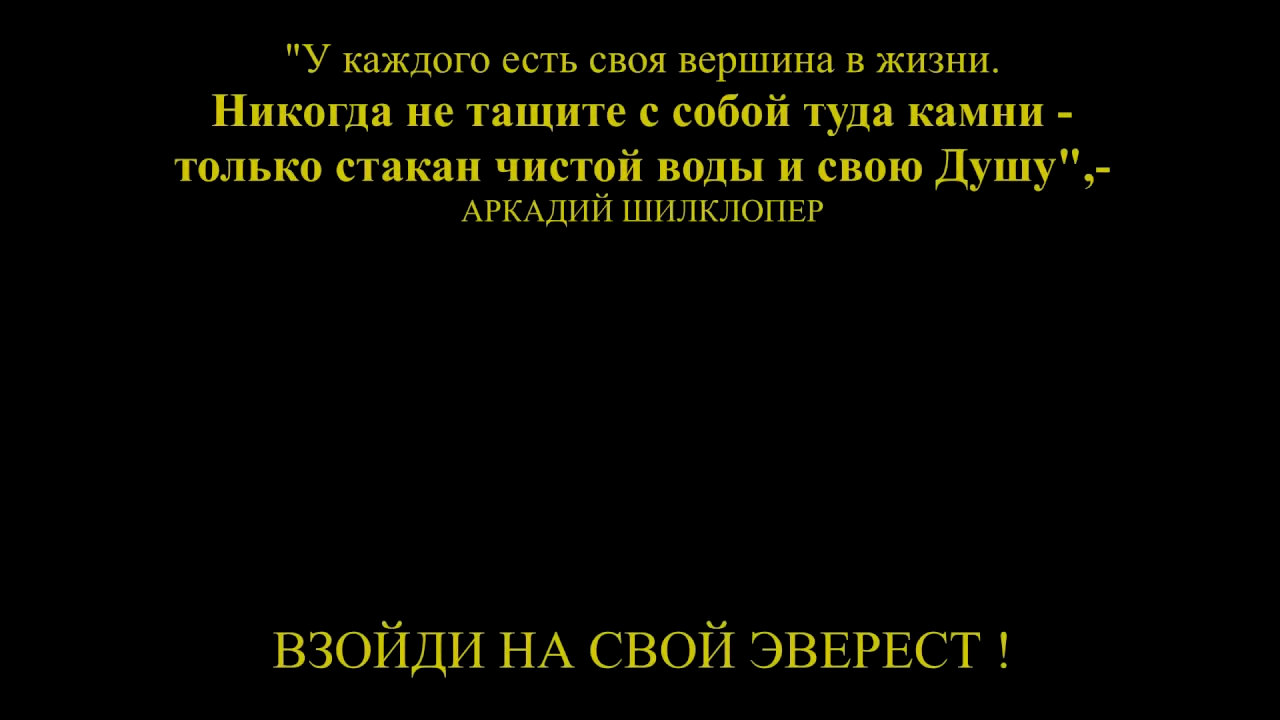 "У каждого есть своя вершина в жизни.
Никогда не тащите с собой туда камни -
только стакан чистой воды и свою Душу",-
АРКАДИЙ ШИЛКЛОПЕР
ВЗОЙДИ НА СВОЙ ЭВЕРЕСТ !